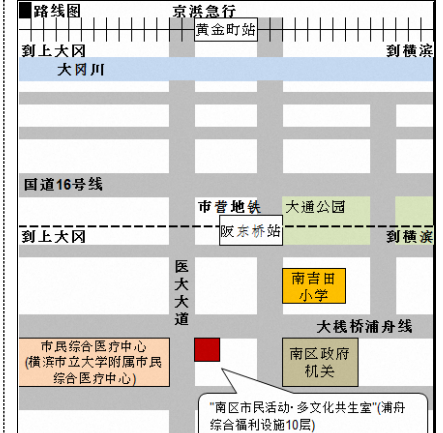 ■路线图
京浜急行
黄金町站
到上大冈
到横滨
大冈川
国道16号线
市营地铁
大通公园
阪东桥站
到上大冈
到横滨
医大大道
南吉田
小学
大栈桥浦舟线
市民综合医疗中心
(横滨市立大学附属市民
综合医疗中心)
南区政府
机关
"南区市民活动·多文化共生室"(浦舟
综合福利设施10层)